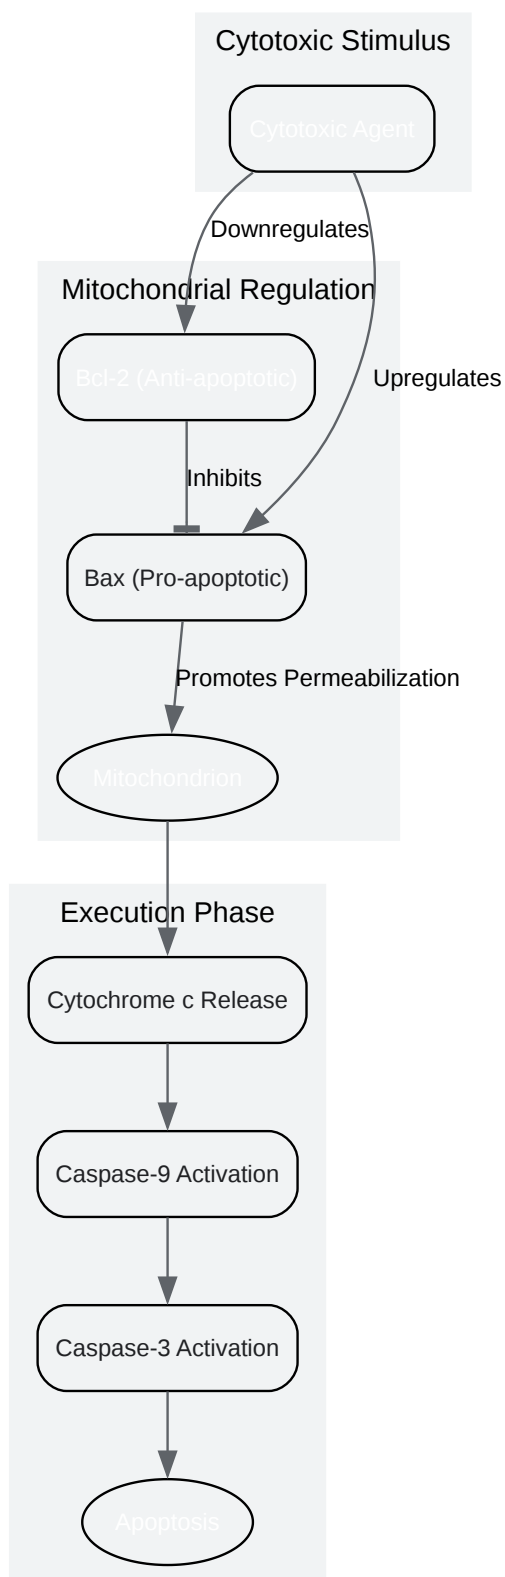 Cytotoxic Stimulus
Cytotoxic Agent
Downregulates
Mitochondrial Regulation
Bcl-2 (Anti-apoptotic)
Upregulates
Inhibits
Bax (Pro-apoptotic)
Promotes Permeabilization
Mitochondrion
Execution Phase
Cytochrome c Release
Caspase-9 Activation
Caspase-3 Activation
Apoptosis